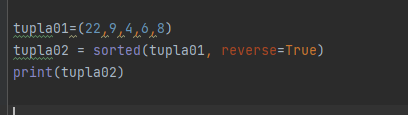 tupla01=(22,9,4,6,8)
tupla02 = sorted(tupla01, reverse=True)
print(tupla02)